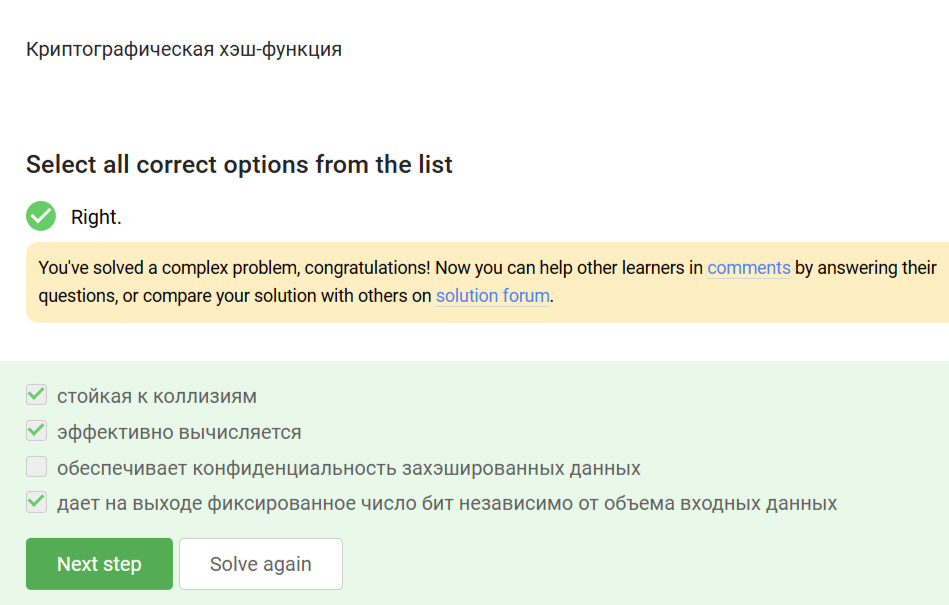 Криптографическая хэш-функция
Select all correct options from the list
Right.
You've solved a complex problem, congratulations! Now you can help other learners in comments by answering their
questions, or compare your solution with others on solution forum.
стойкая к коллизиям
эффективно вычисляется
обеспечивает конфиденциальность захэшированных данных
дает на выходе фиксированное число бит независимо от объема входных данных
Next step
Solve again